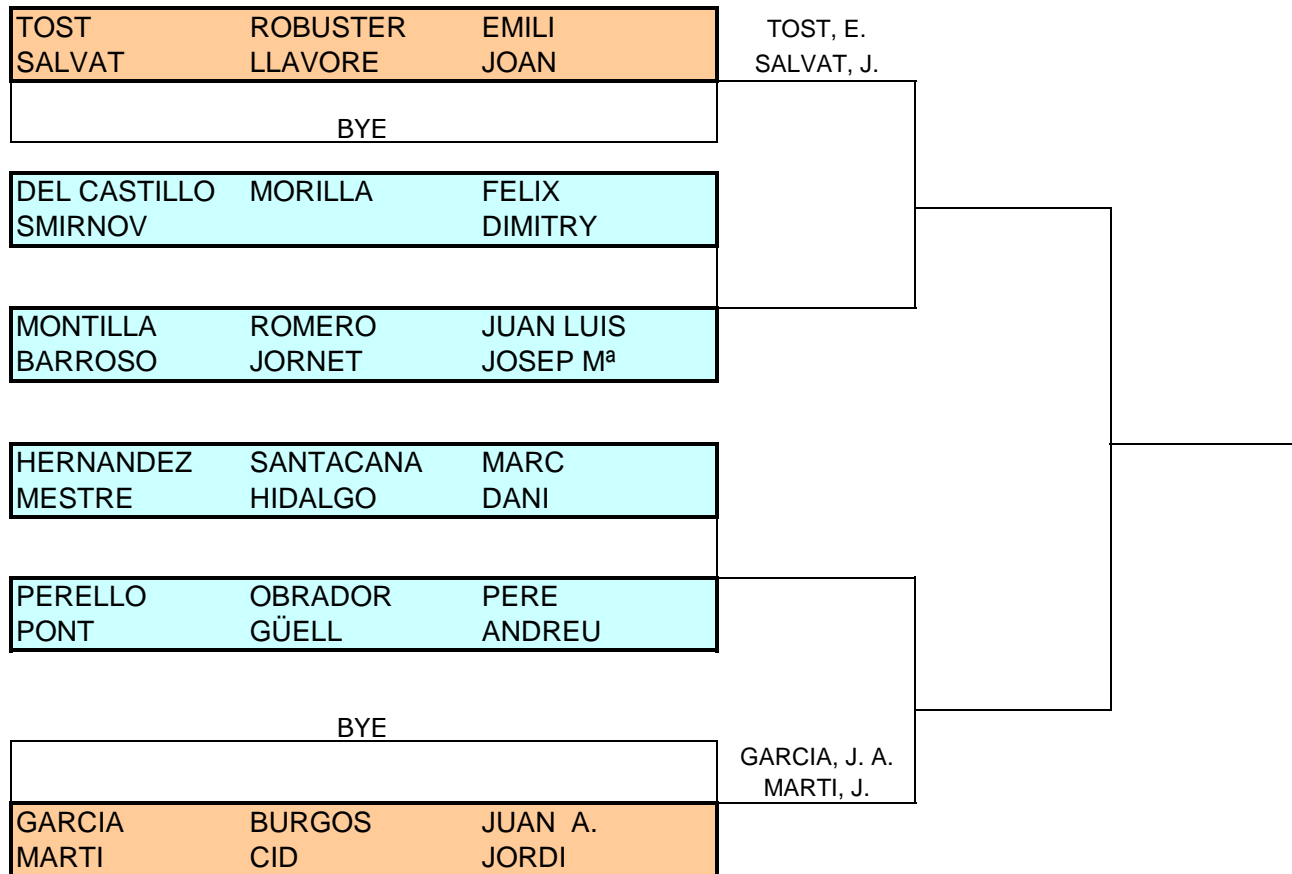 TOST ROBUSTER EMILI TOST, E.
SALVAT LLAVORE JOAN SALVAT, J.
BYE
DEL CASTILLO MORILLA FELIX
SMIRNOV DIMITRY
MONTILLA ROMERO JUAN LUIS
BARROSO JORNET JOSEP Mª
HERNANDEZ SANTACANA MARC
MESTRE HIDALGO DANI
PERELLO OBRADOR PERE
PONT GÜELL ANDREU
BYE
GARCIA, J. A.
MARTI, J.
GARCIA BURGOS JUAN A.
MARTI CID JORDI